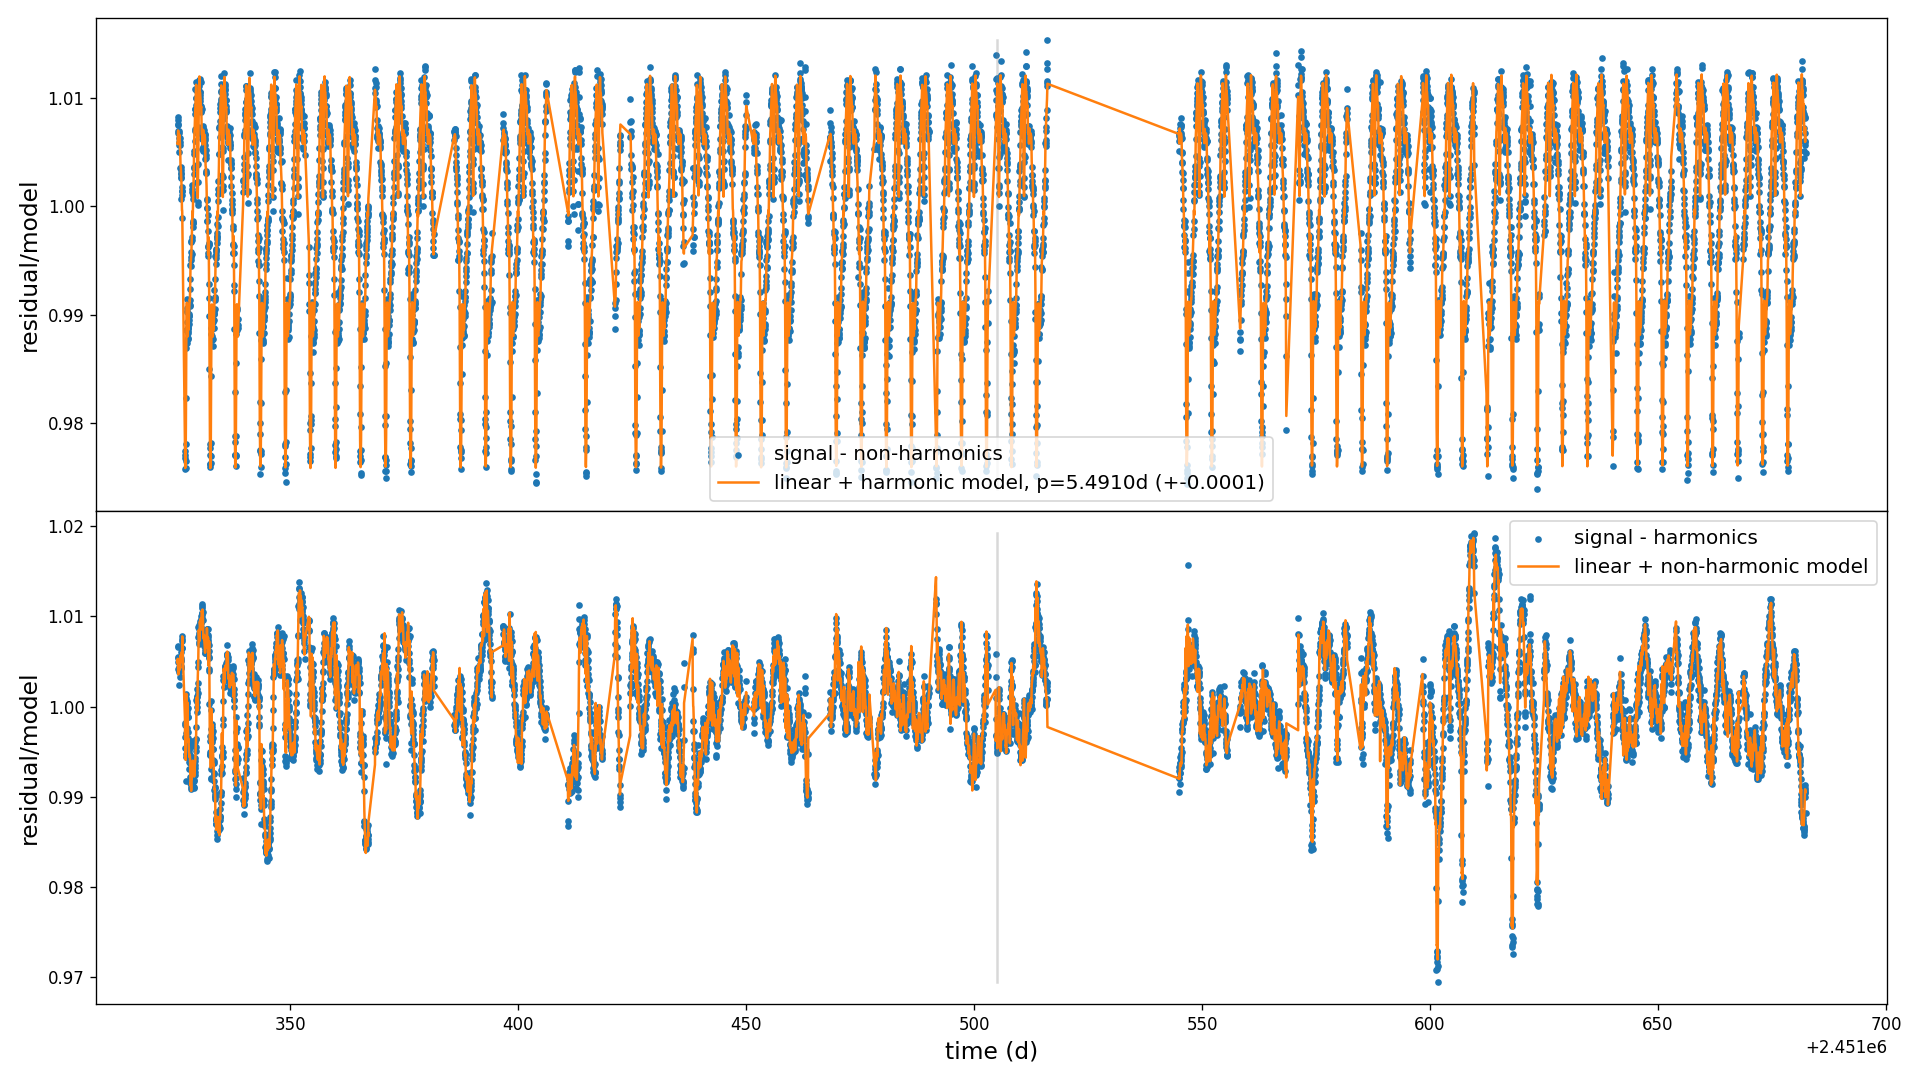 1.01
1.00
0.99
0.98
residual/model
signal - non-harmonics
linear + harmonic model, p=5.4910d (+-0.0001)
1.02
1.01
1.00
0.99
0.98
0.97
residual/model
signal - harmonics
linear + non-harmonic model
350 400 450 500 550 600 650 700
time (d)
+2.451e6